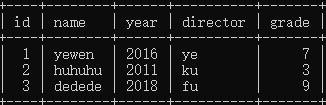 id | name | year | director | grade
1 | yewen | 2016 | ye | 7
2 | huhuhu | 2011 | ku | 3
3 | dedede | 2018 | fu | 9